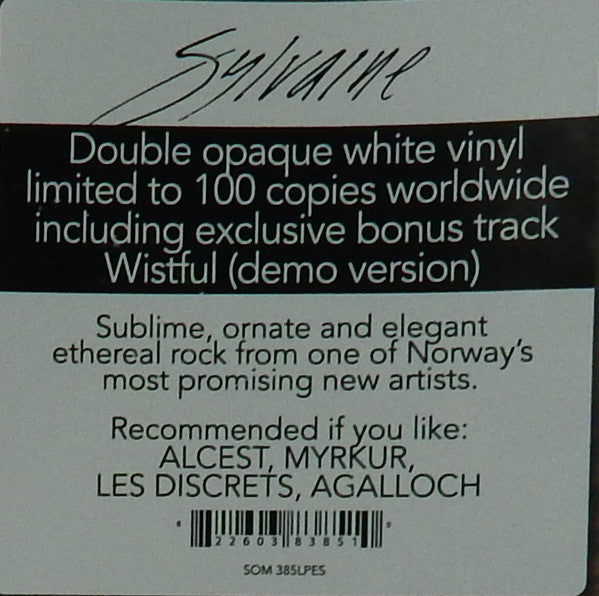 Sylvaine
Double opaque white vinyl
limited to 100 copies worldwide
including exclusive bonus track
Wistful (demo version)
Sublime, ornate and elegant
ethereal rock from one of Norway's
most promising new artists.
Recommended if you like:
ALCEST, MYRKUR,
LES DISCRETS, AGALLOCH
22603 83851
SOM 385LPES